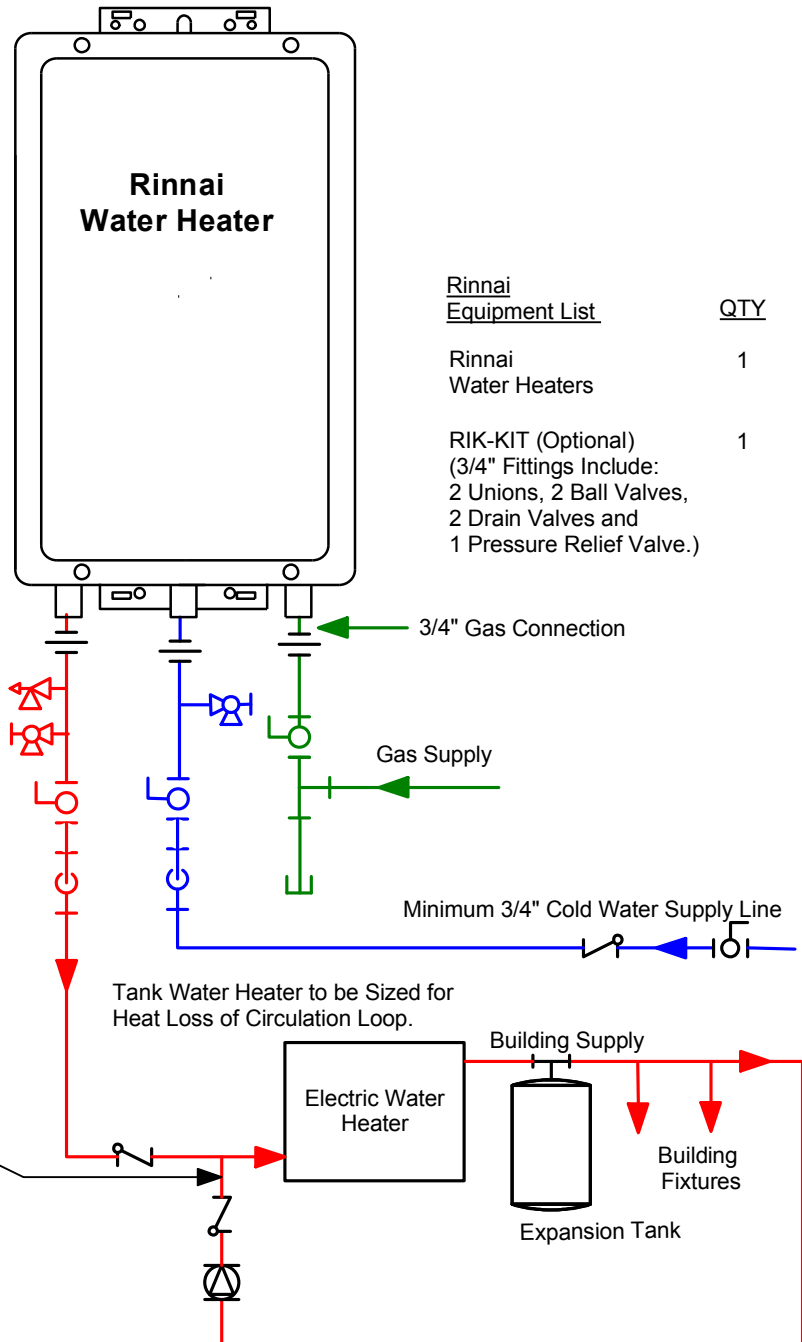 Rinnai
Water Heater
Rinnai
Equipment List QTY
Rinnai 1
Water Heaters
RIK-KIT (Optional) 1
(3/4" Fittings Include:
2 Unions, 2 Ball Valves,
2 Drain Valves and
1 Pressure Relief Valve.)
3/4" Gas Connection
Gas Supply
Minimum 3/4" Cold Water Supply Line
Tank Water Heater to be Sized for
Heat Loss of Circulation Loop.
Building Supply
Electric Water
Heater
Building
Fixtures
Expansion Tank